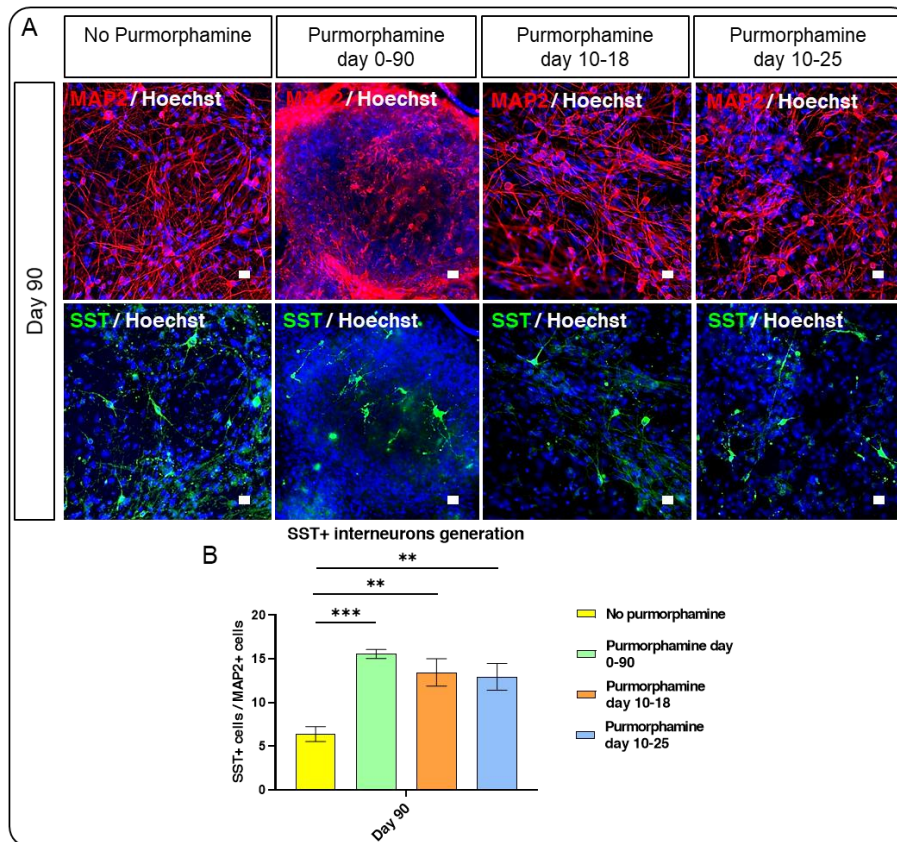 A
No Purmorphamine
Purmorphamine
day 0-90
Purmorphamine
day 10-18
Purmorphamine
day 10-25
Day 90
MAP2/ Hoechst
MAP2/ Hoechst
MAP2/ Hoechst
MAP2/ Hoechst
SST/ Hoechst
SST/ Hoechst
SST/ Hoechst
SST/ Hoechst
SST+ interneurons generation
B
**
**
***
SST+ cells / MAP2+ cells
20
15
10
5
0
Day 90
No purmorphamine
Purmorphamine day
0-90
Purmorphamine
day 10-18
Purmorphamine
day 10-25